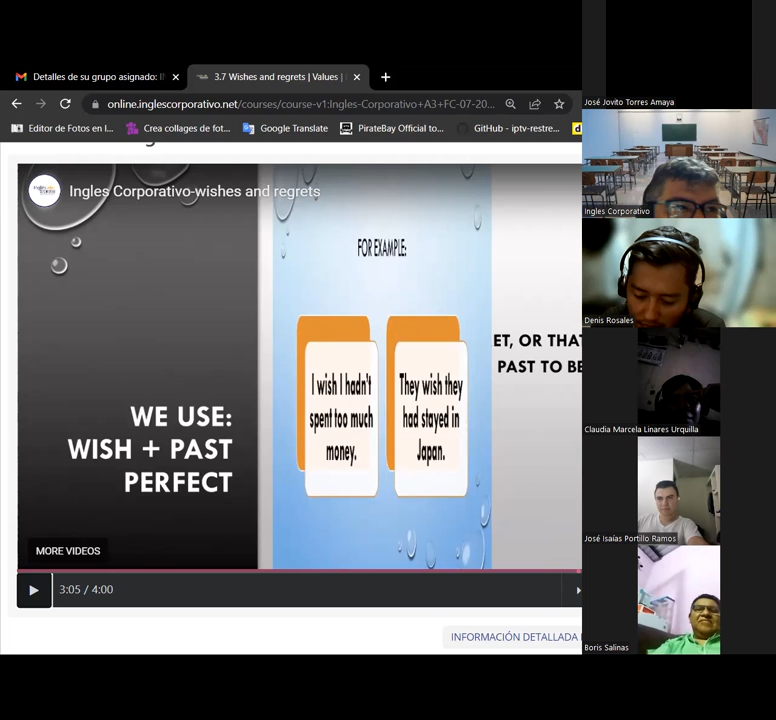 Detalles de su grupo asignado: I
3.7 Wishes and regrets | Values |
online.inglescorporativo.net/courses/course-v1:Ingles-Corporativo+A3+FC-07-20...
Editor de Fotos en l...
Crea collages de fot...
Google Translate
PirateBay Official to...
GitHub - iptv-restre...
Ingles Corporativo-wishes and regrets
WE USE:
WISH + PAST
PERFECT
FOR EXAMPLE:
I wish I hadn't
spent too much
money.
They wish they
had stayed in
Japan.
ET, OR THA
PAST TO BE
MORE VIDEOS
3:05 / 4:00
INFORMACIÓN DETALLADA
José Jovito Torres Amaya
Ingles Corporativo
Denis Rosales
Claudia Marcela Linares Urquilla
José Isaías Portillo Ramos
Boris Salinas